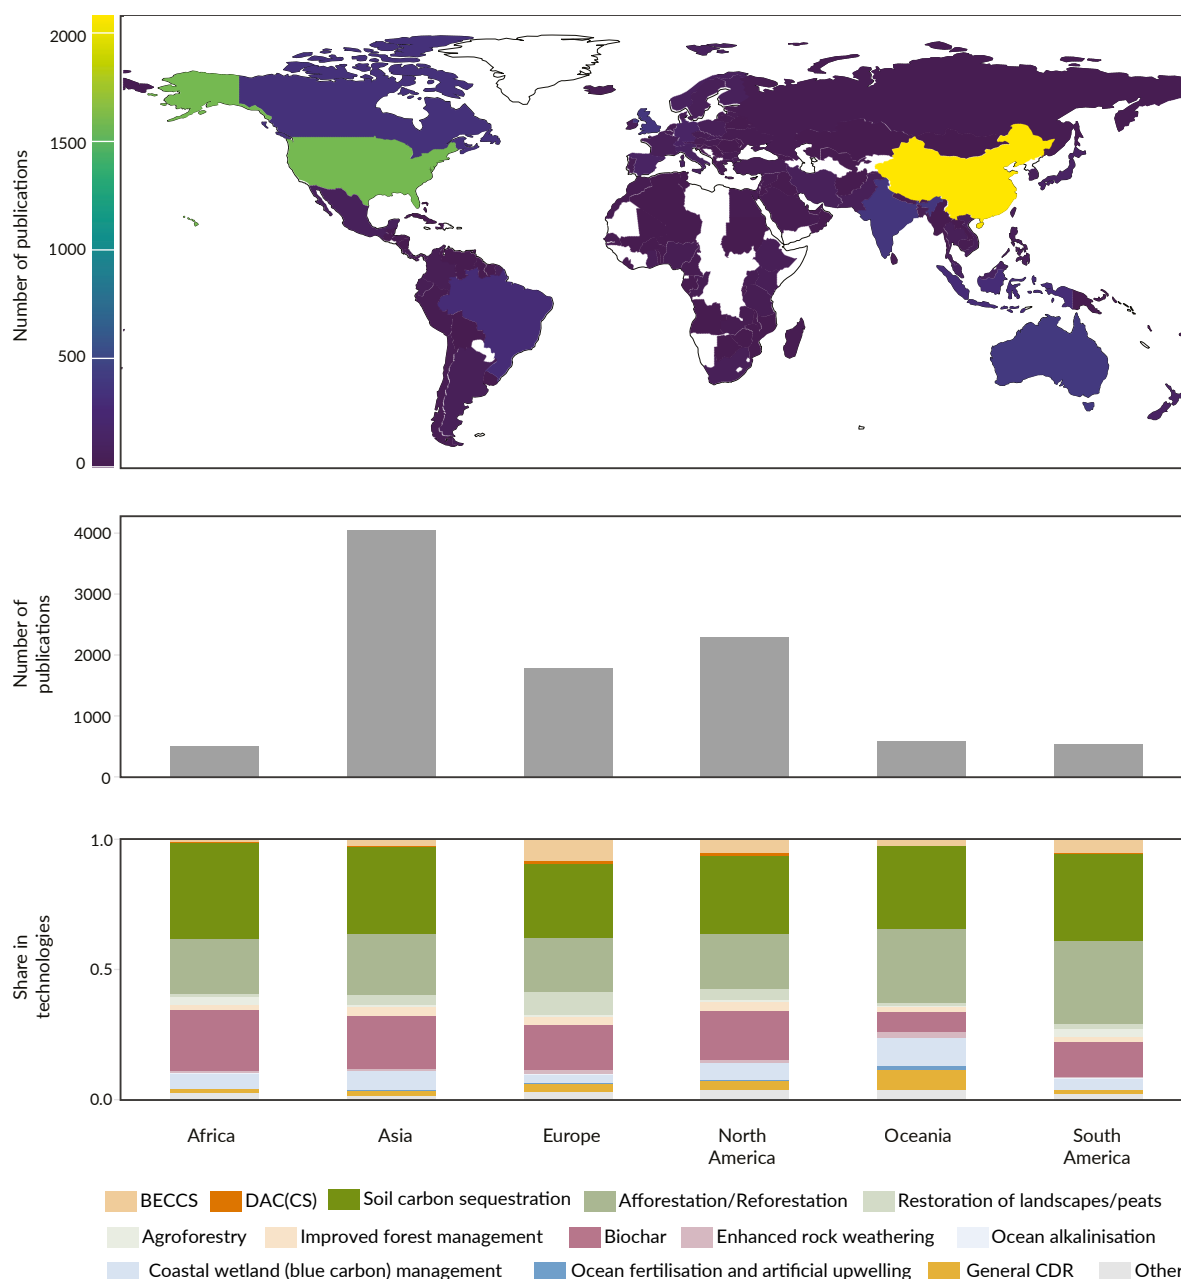 2000
1500
1000
500
0
Number of publications
4000
3000
2000
1000
0
Number of
publications
1.0
0.5
0.0
Share in
technologies
Africa
Asia
Europe
North
America
Oceania
South
America
BECCS
DAC(CS)
Soil carbon sequestration
Afforestation/Reforestation
Restoration of landscapes/peats
Agroforestry
Improved forest management
Biochar
Enhanced rock weathering
Ocean alkalinisation
Coastal wetland (blue carbon) management
Ocean fertilisation and artificial upwelling
General CDR
Other